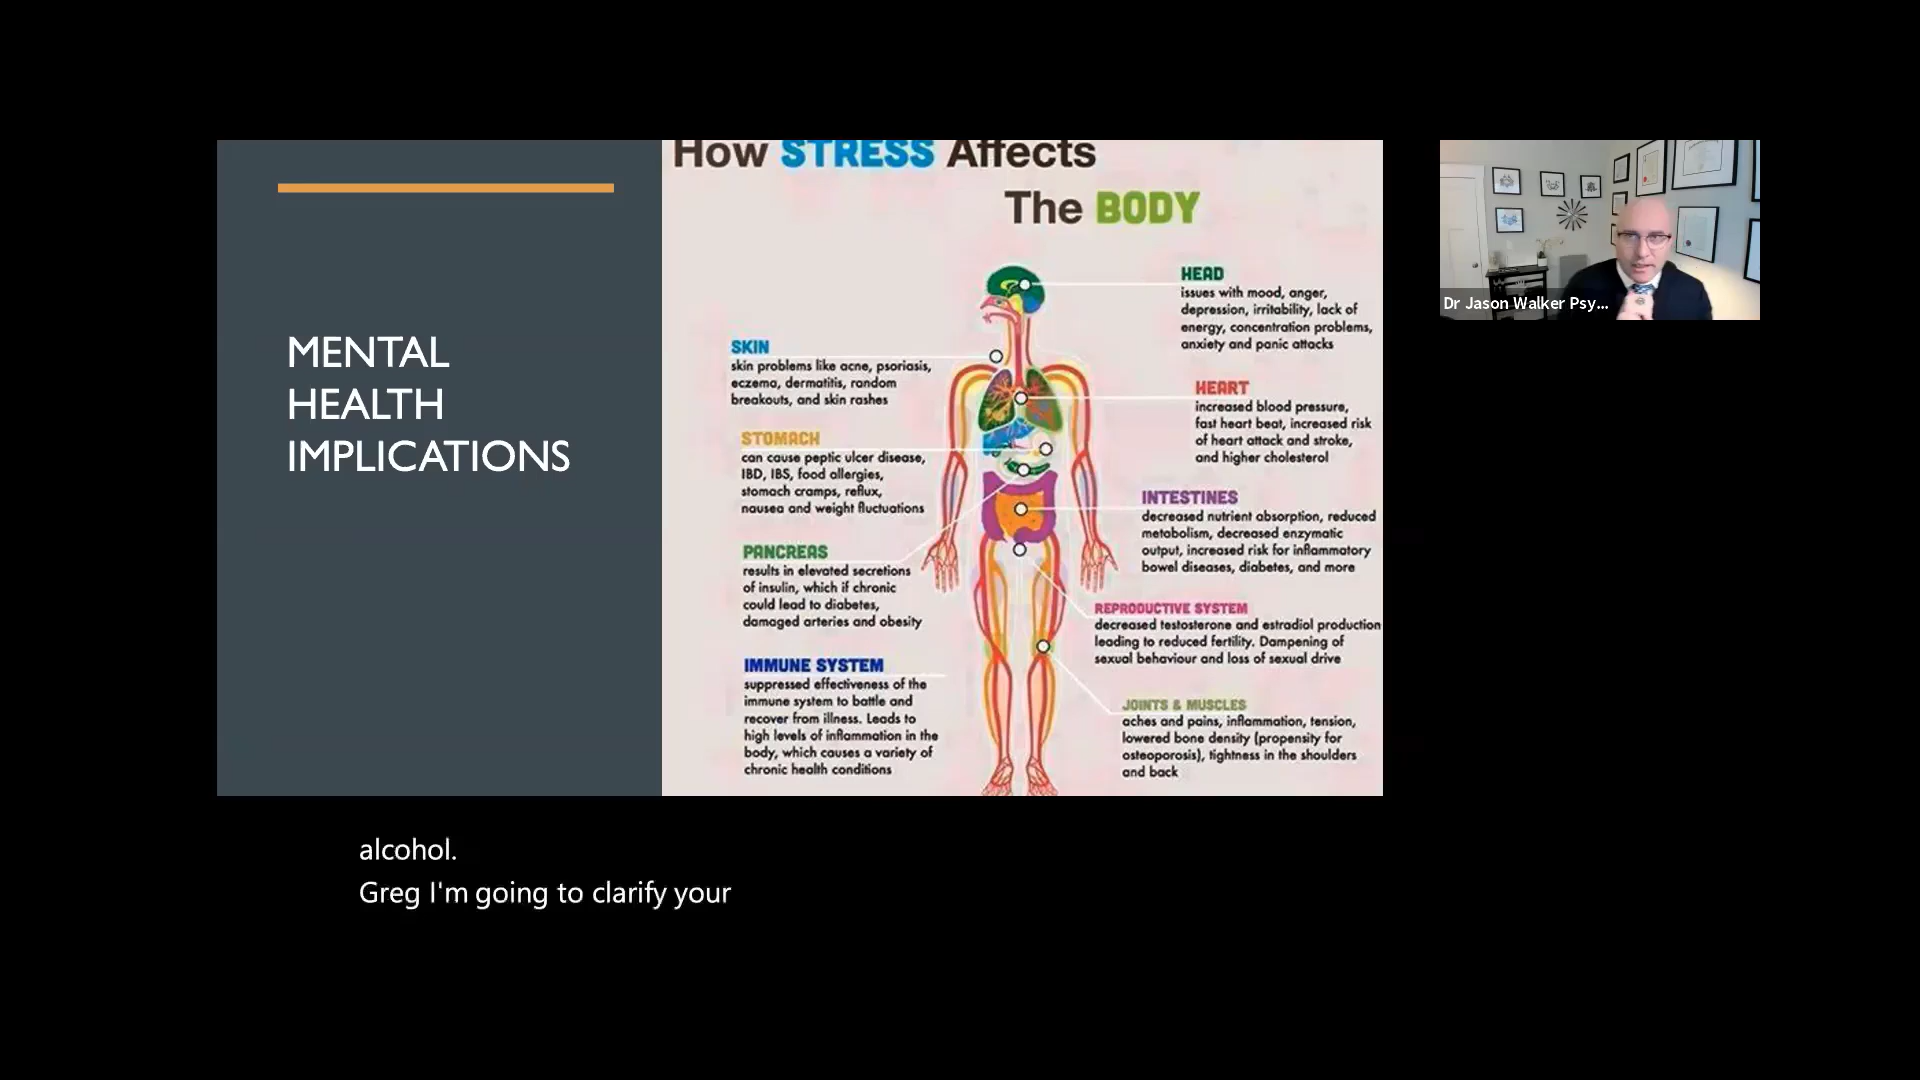 MENTAL
HEALTH
IMPLICATIONS
How STRESS Affects
The BODY
SKIN
skin problems like acne, psoriasis,
eczema, dermatitis, random
breakouts, and skin rashes
STOMACH
can cause peptic ulcer disease,
IBD, IBS, food allergies,
stomach cramps, reflux,
nausea and weight fluctuations
PANCREAS
results in elevated secretions
of insulin, which if chronic
could lead to diabetes,
damaged arteries and obesity
IMMUNE SYSTEM
suppressed effectiveness of the
immune system to battle and
recover from illness. Leads to
high levels of inflammation in the
body, which causes a variety of
chronic health conditions
HEAD
issues with mood, anger,
depression, irritability, lack of
energy, concentration problems,
anxiety and panic attacks
HEART
increased blood pressure,
fast heart beat, increased risk
of heart attack and stroke,
and higher cholesterol
INTESTINES
decreased nutrient absorption, reduced
metabolism, decreased enzymatic
output, increased risk for inflammatory
bowel diseases, diabetes, and more
REPRODUCTIVE SYSTEM
decreased testosterone and estradiol production
leading to reduced fertility. Dampening of
sexual behaviour and loss of sexual drive
JOINTS & MUSCLES
aches and pains, inflammation, tension,
lowered bone density (propensity for
osteoporosis), tightness in the shoulders
and back
Dr Jason Walker Psy...
alcohol.
Greg I'm going to clarify your